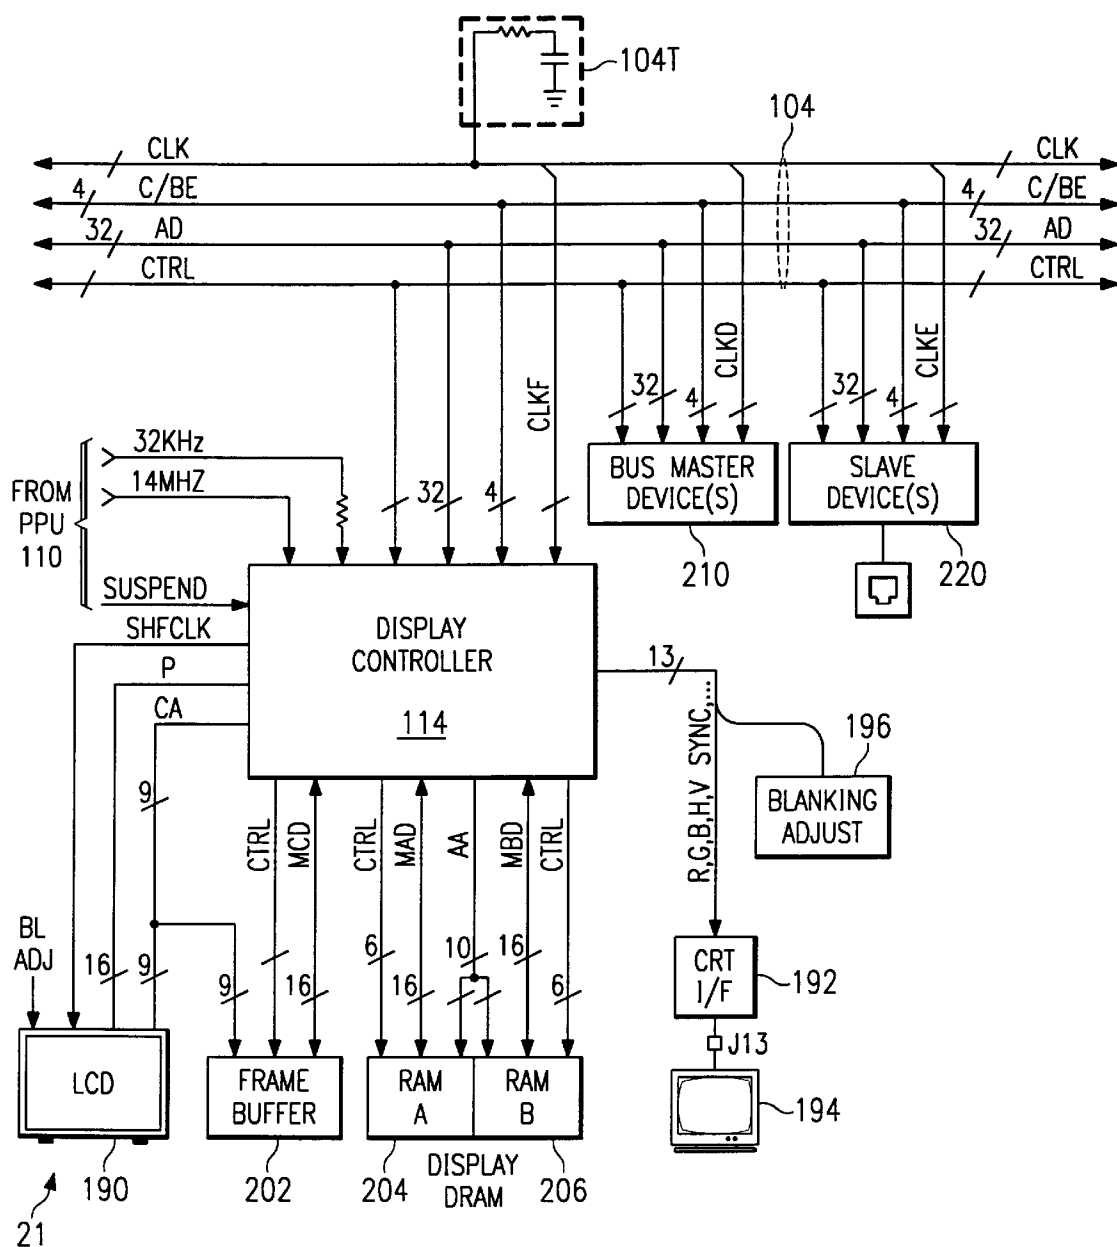 104T
104
CLK
CLK
4
C/BE
4
C/BE
32
AD
32
AD
CTRL
CTRL
CLKF
CLKD
CLKE
32
4
32
4
32KHz
14MHZ
FROM
PPU
110
32
4
BUS MASTER
DEVICE(S)
SLAVE
DEVICE(S)
210
220
SUSPEND
SHFCLK
P
CA
DISPLAY
CONTROLLER
114
13
R,G,B,H,V SYNC,...
196
BLANKING
ADJUST
9
CTRL
MCD
CTRL
MAD
AA
MBD
CTRL
BL
ADJ
16
9
9
16
6
16
10
16
6
CRT
I/F
192
J13
LCD
FRAME
BUFFER
RAM
A
RAM
B
194
190
202
204
DISPLAY
DRAM
206
21